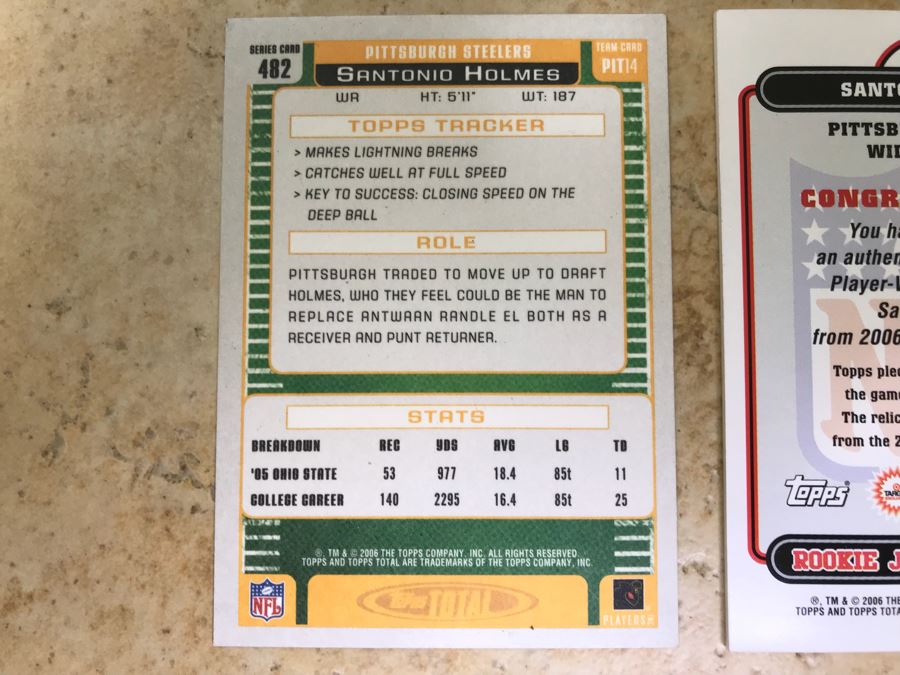 SERIES CARD
482
PITTSBURGH STEELERS
SANTONIO HOLMES
TEAM CARD
PIT14
WR HT: 5'11" WT: 187
TOPPS TRACKER
> MAKES LIGHTNING BREAKS
> CATCHES WELL AT FULL SPEED
> KEY TO SUCCESS: CLOSING SPEED ON THE
DEEP BALL
ROLE
PITTSBURGH TRADED TO MOVE UP TO DRAFT
HOLMES, WHO THEY FEEL COULD BE THE MAN TO
REPLACE ANTWAAN RANDLE EL BOTH AS A
RECEIVER AND PUNT RETURNER.
STATS
BREAKDOWN REC YDS AVG LG TD
'05 OHIO STATE 53 977 18.4 85t 11
COLLEGE CAREER 140 2295 16.4 85t 25
®, TM & © 2006 THE TOPPS COMPANY, INC. ALL RIGHTS RESERVED.
TOPPS AND TOPPS TOTAL ARE TRADEMARKS OF THE TOPPS COMPANY, INC.
NFL
Topps TOTAL
PLAYERS
SANTO
PITTSB
WID
CONGR
You ha
an authen
Player-W
Sa
from 2006
Topps plec
the game
The relic
from the 2
Topps
ROOKIE J
®, TM & © 2006 THE
TOPPS AND TOPPS TOTA